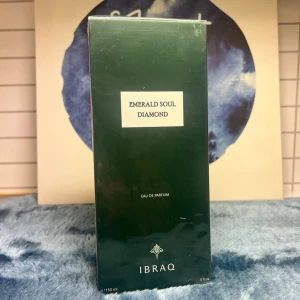 EMERALD SOUL
DIAMOND
EAU DE PARFUM
IBRAQ